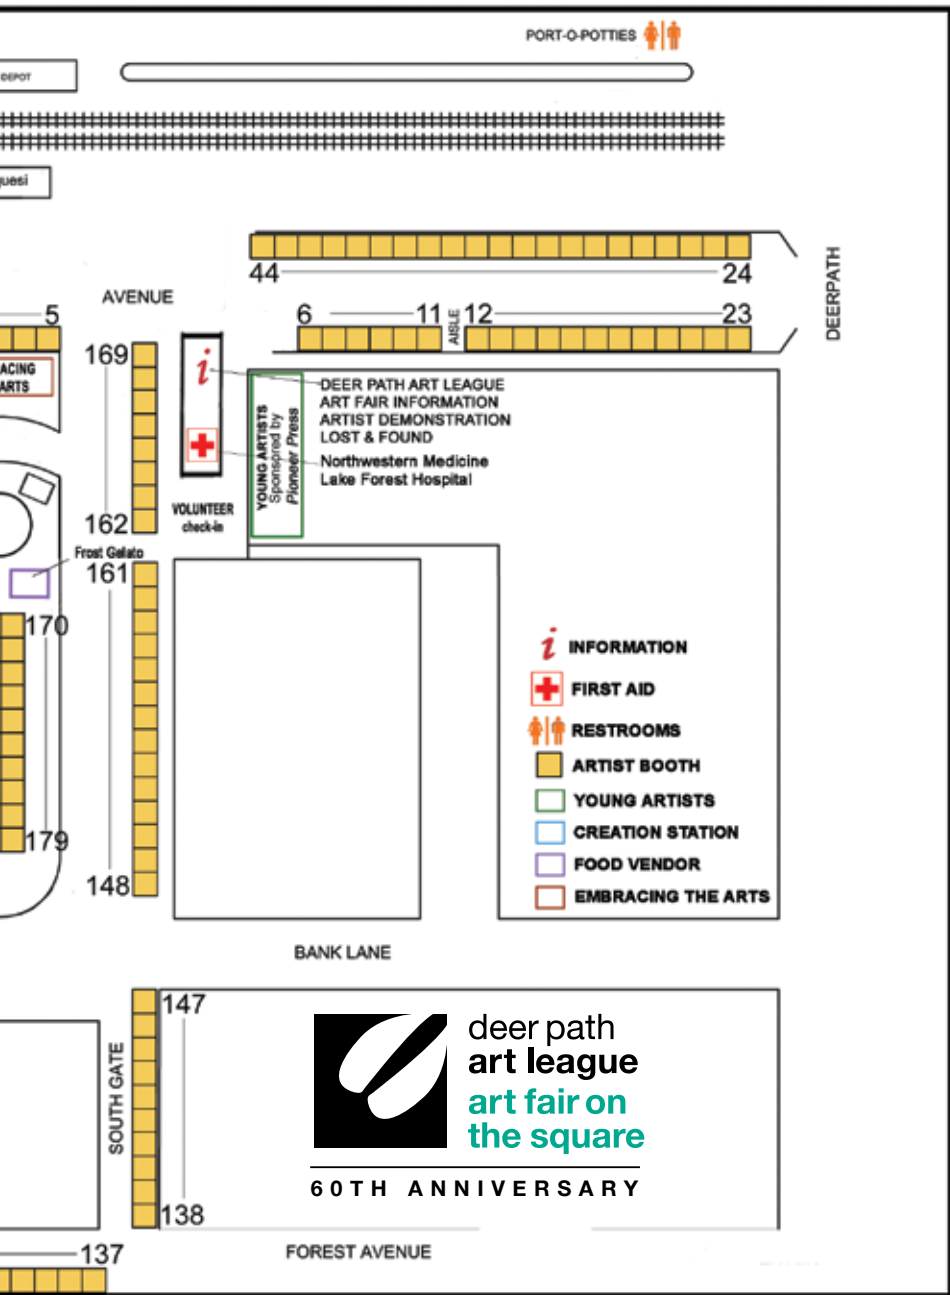 PORT-O-POTTIES
DEPOT
uesi
44
24
DEERPATH
AVENUE
5
6
11
AISLE
12
23
169
ACING
ARTS
i
DEER PATH ART LEAGUE
ART FAIR INFORMATION
ARTIST DEMONSTRATION
LOST & FOUND
Northwestern Medicine
Lake Forest Hospital
YOUNG ARTISTS
Sponsored by
Pioneer Press
VOLUNTEER
check-in
162
Frost Gelato
161
170
179
148
i INFORMATION
FIRST AID
RESTROOMS
ARTIST BOOTH
YOUNG ARTISTS
CREATION STATION
FOOD VENDOR
EMBRACING THE ARTS
BANK LANE
147
SOUTH GATE
138
deer path
art league
art fair on
the square
60TH ANNIVERSARY
137
FOREST AVENUE